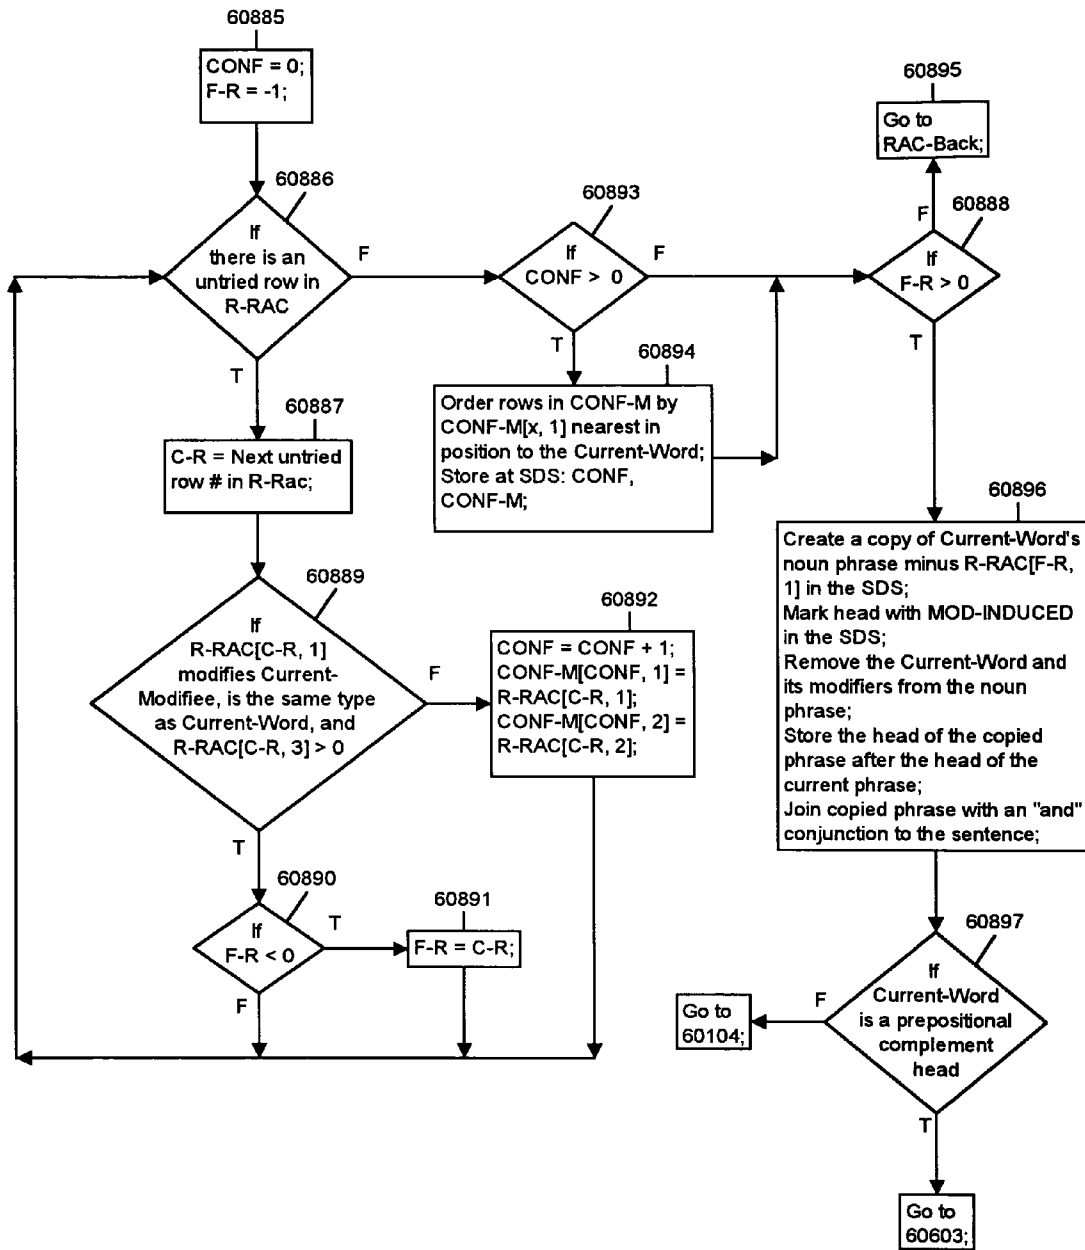 60885
CONF = 0;
F-R = -1;
60895
Go to
RAC-Back;
60886
If
there is an
untried row in
R-RAC
F
T
60893
If
CONF > 0
F
T
F
60888
If
F-R > 0
T
60887
C-R = Next untried
row # in R-Rac;
60894
Order rows in CONF-M by
CONF-M[x, 1] nearest in
position to the Current-Word;
Store at SDS: CONF,
CONF-M;
60896
Create a copy of Current-Word's
noun phrase minus R-RAC[F-R,
1] in the SDS;
Mark head with MOD-INDUCED
in the SDS;
Remove the Current-Word and
its modifiers from the noun
phrase;
Store the head of the copied
phrase after the head of the
current phrase;
Join copied phrase with an "and"
conjunction to the sentence;
60889
If
R-RAC[C-R, 1]
modifies Current-
Modifiee, is the same type
as Current-Word, and
R-RAC[C-R, 3] > 0
F
T
60892
CONF = CONF + 1;
CONF-M[CONF, 1] =
R-RAC[C-R, 1];
CONF-M[CONF, 2] =
R-RAC[C-R, 2];
60890
If
F-R < 0
T
F
60891
F-R = C-R;
60897
If
Current-Word
is a prepositional
complement
head
F
Go to
60104;
T
Go to
60603;